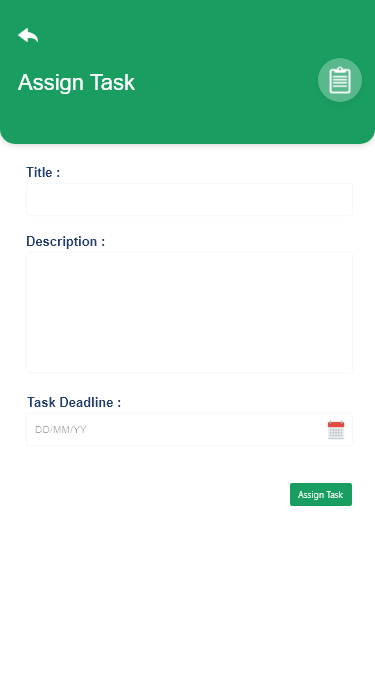 Assign Task
Title :
Description :
Task Deadline :
DD/MM/YY
Assign Task